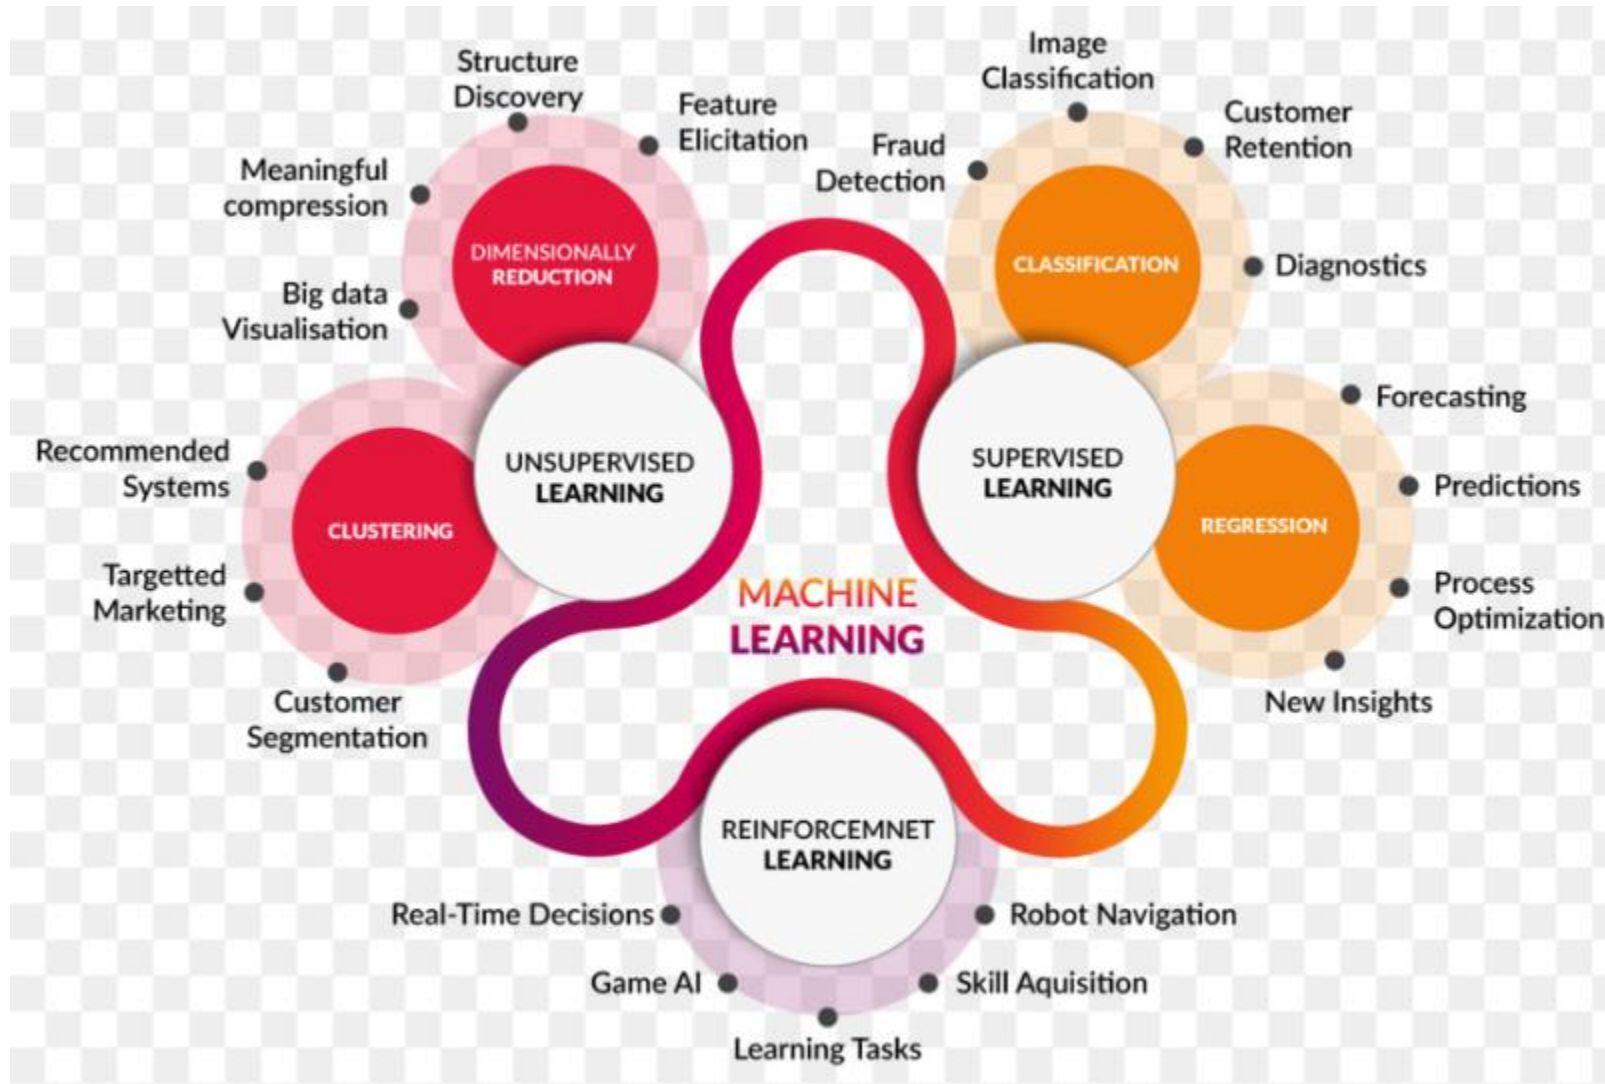 Structure
Discovery
Feature
Elicitation
Meaningful
compression
Big data
Visualisation
DIMENSIONALLY
REDUCTION
Recommended
Systems
Targetted
Marketing
Customer
Segmentation
CLUSTERING
UNSUPERVISED
LEARNING
Image
Classification
Customer
Retention
Fraud
Detection
Diagnostics
CLASSIFICATION
SUPERVISED
LEARNING
Forecasting
Predictions
Process
Optimization
New Insights
REGRESSION
MACHINE
LEARNING
REINFORCEMNET
LEARNING
Real-Time Decisions
Robot Navigation
Game AI
Skill Aquisition
Learning Tasks